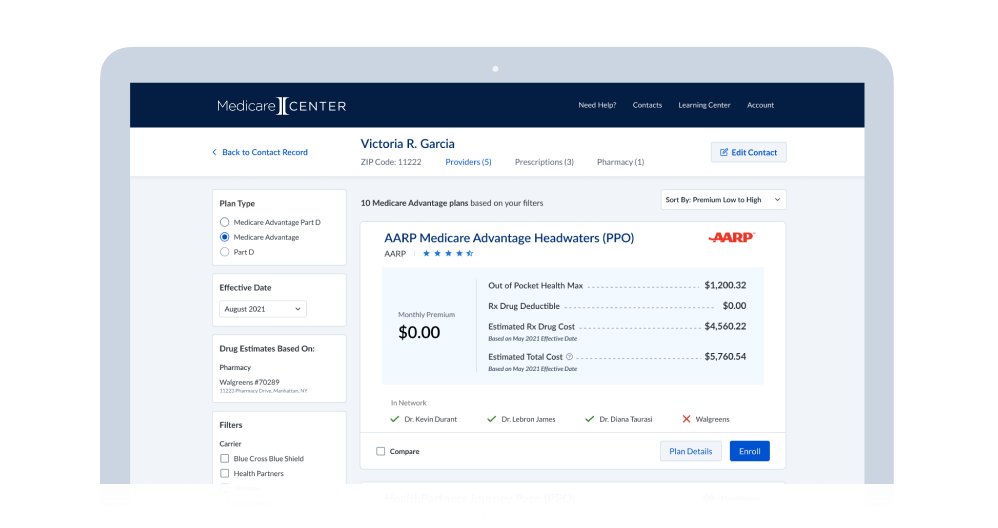 Medicare CENTER
Need Help? Contacts Learning Center Account
Back to Contact Record
Victoria R. Garcia
ZIP Code: 11222 Providers (5) Prescriptions (3) Pharmacy (1)
Edit Contact
Plan Type
Medicare Advantage Part D
Medicare Advantage
Part D
Effective Date
August 2021
Drug Estimates Based On:
Pharmacy
Walgreens #70289
11223 Pharmacy Drive, Manhattan, NY
Filters
Carrier
Blue Cross Blue Shield
Health Partners
10 Medicare Advantage plans based on your filters
Sort By: Premium Low to High
AARP Medicare Advantage Headwaters (PPO)
AARP
AARP
Monthly Premium
$0.00
Out of Pocket Health Max $1,200.32
Rx Drug Deductible $0.00
Estimated Rx Drug Cost $4,560.22
Based on May 2021 Effective Date
Estimated Total Cost ? $5,760.54
Based on May 2021 Effective Date
In Network
Dr. Kevin Durant Dr. Lebron James Dr. Diana Taurasi Walgreens
Compare
Plan Details
Enroll